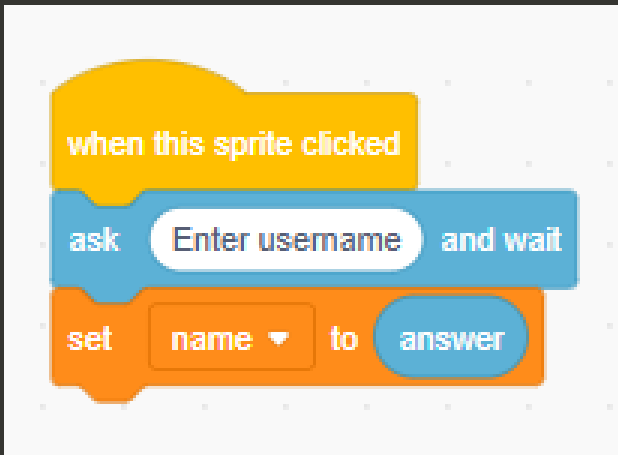 when this sprite clicked
ask Enter username and wait
set name to answer